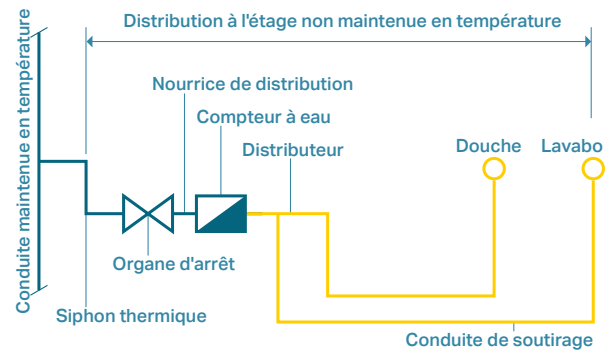 Distribution à l'étage non maintenue en température
Conduite maintenue en température
Nourrice de distribution
Compteur à eau
Distributeur
Douche
Lavabo
Organe d'arrêt
Siphon thermique
Conduite de soutirage